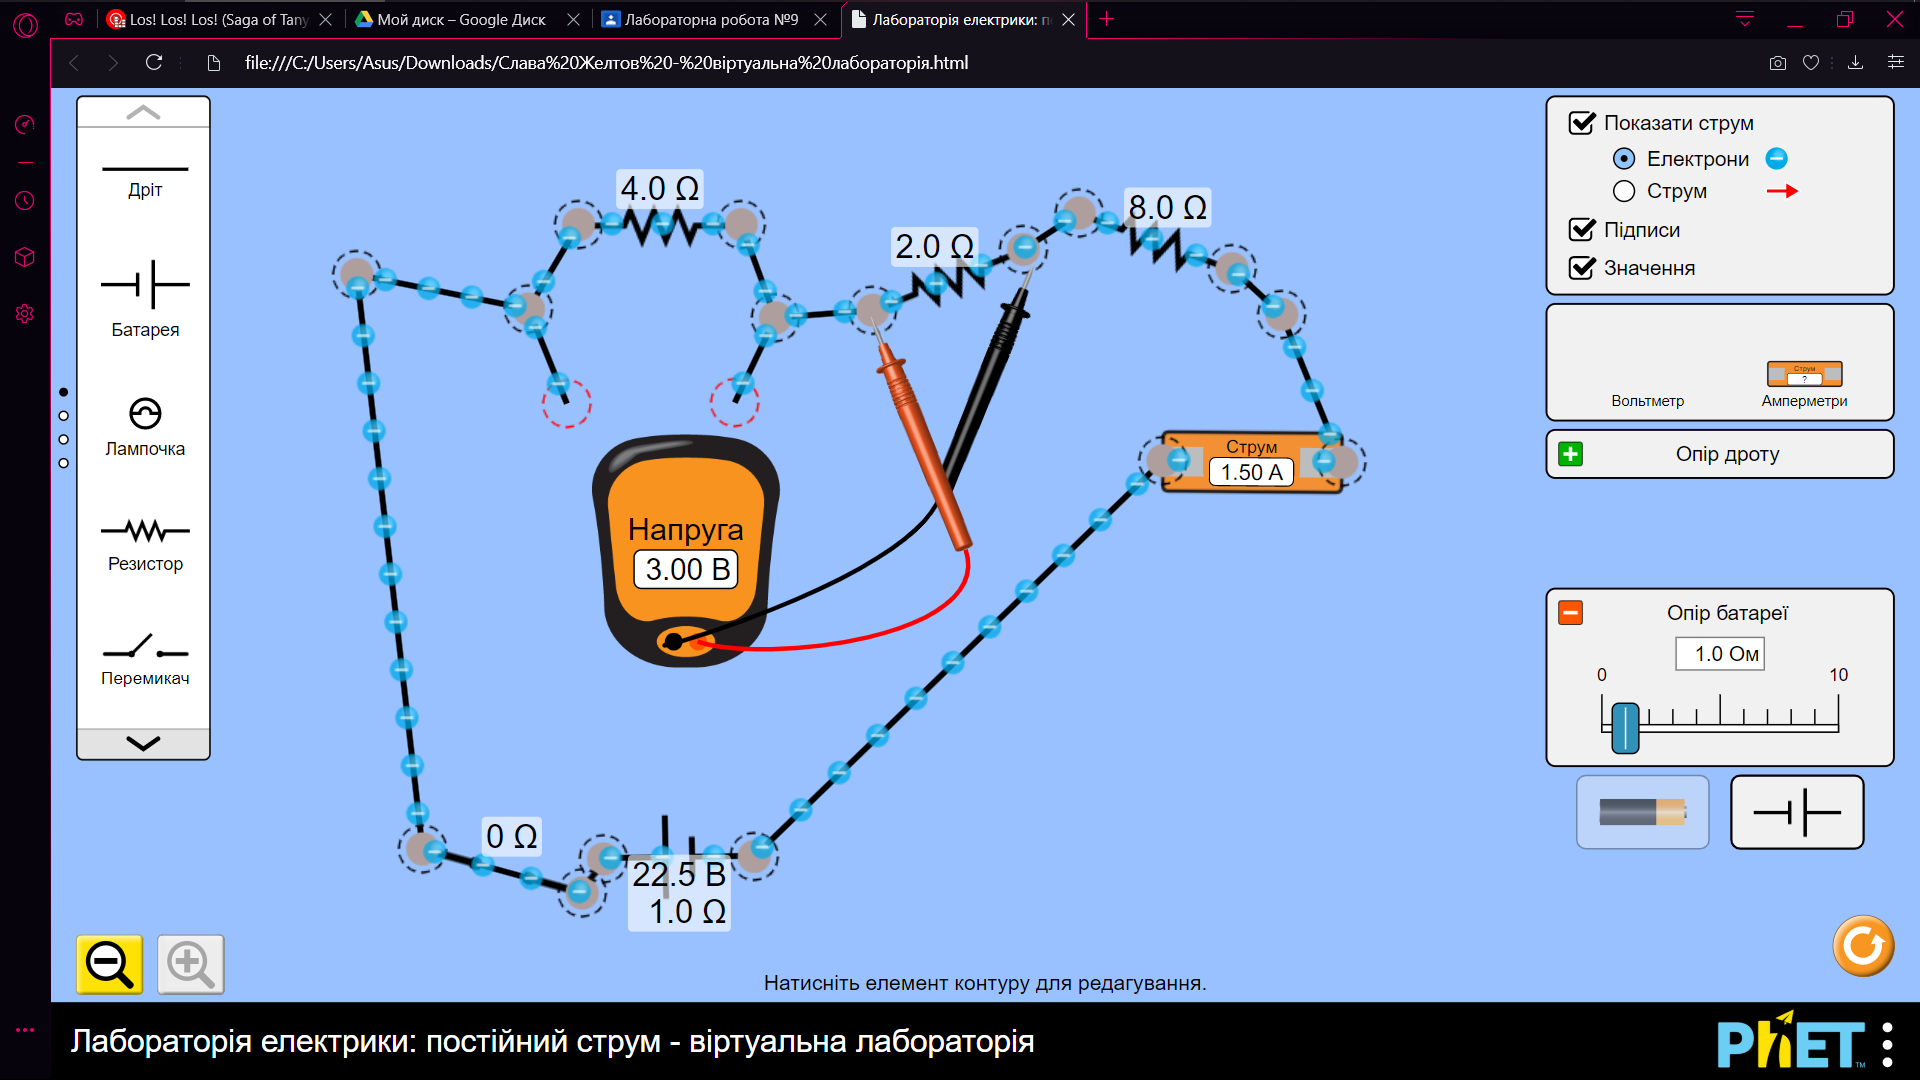 Los! Los! Los! (Saga of Tany
Мой диск – Google Диск
Лабораторна робота №9
Лабораторія електрики: п
file:///C:/Users/Asus/Downloads/Слава%20Желтов%20-%20віртуальна%20лабораторія.html
Дріт
Батарея
Лампочка
Резистор
Перемикач
4.0 Ω
2.0 Ω
8.0 Ω
Напруга
3.00 В
Струм
1.50 А
0 Ω
22.5 В
1.0 Ω
Показати струм
Електрони
Струм
Підписи
Значення
Струм
?
Вольтметр
Амперметри
Опір дроту
Опір батареї
1.0 Ом
0
10
Натисніть елемент контуру для редагування.
Лабораторія електрики: постійний струм - віртуальна лабораторія
PhET
TM